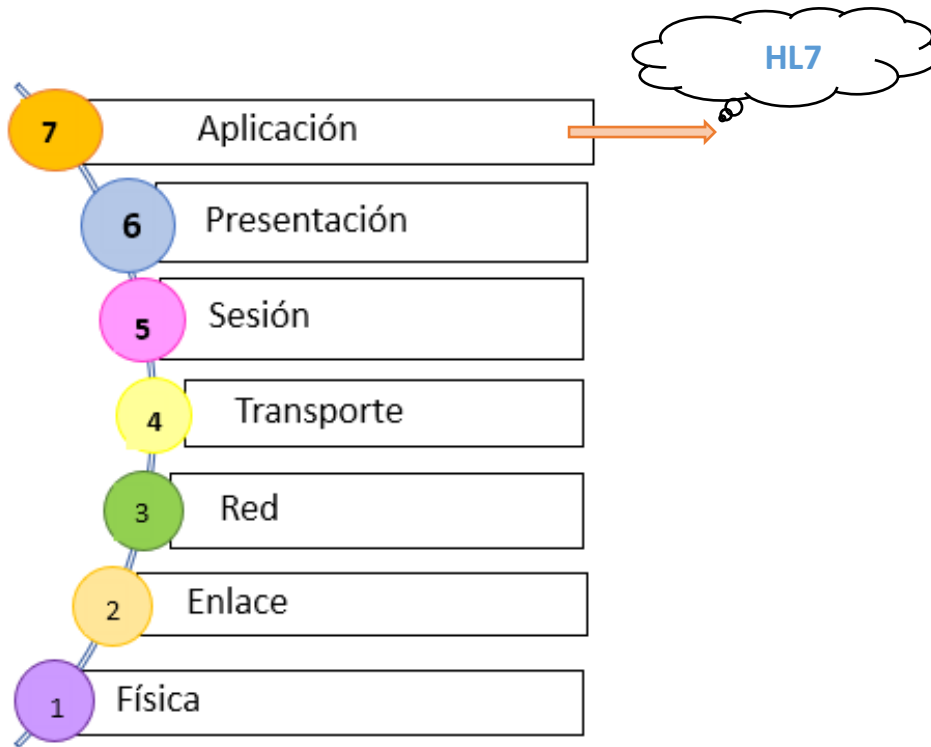 HL7
7 Aplicación
6 Presentación
5 Sesión
4 Transporte
3 Red
2 Enlace
1 Física